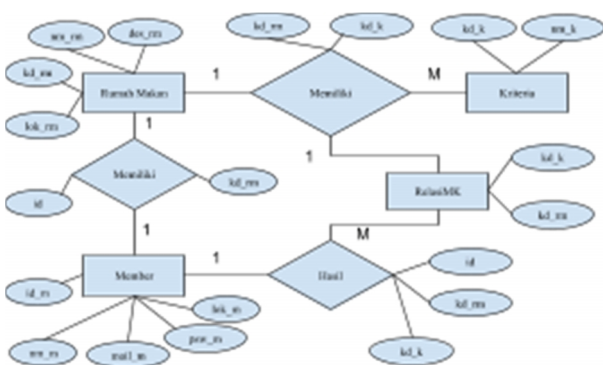 nm_rm
des_rm
kd_rm
kd_k
kd_k
nm_k
kd_rm
lok_rm
Rumah Makan
1
Memiliki
M
Kriteria
1
1
Memiliki
id
kd_rm
RelasiMK
kd_k
kd_rm
1
M
Member
1
Hasil
id
kd_rm
kd_k
id_m
lok_m
pass_m
mail_m
nm_m